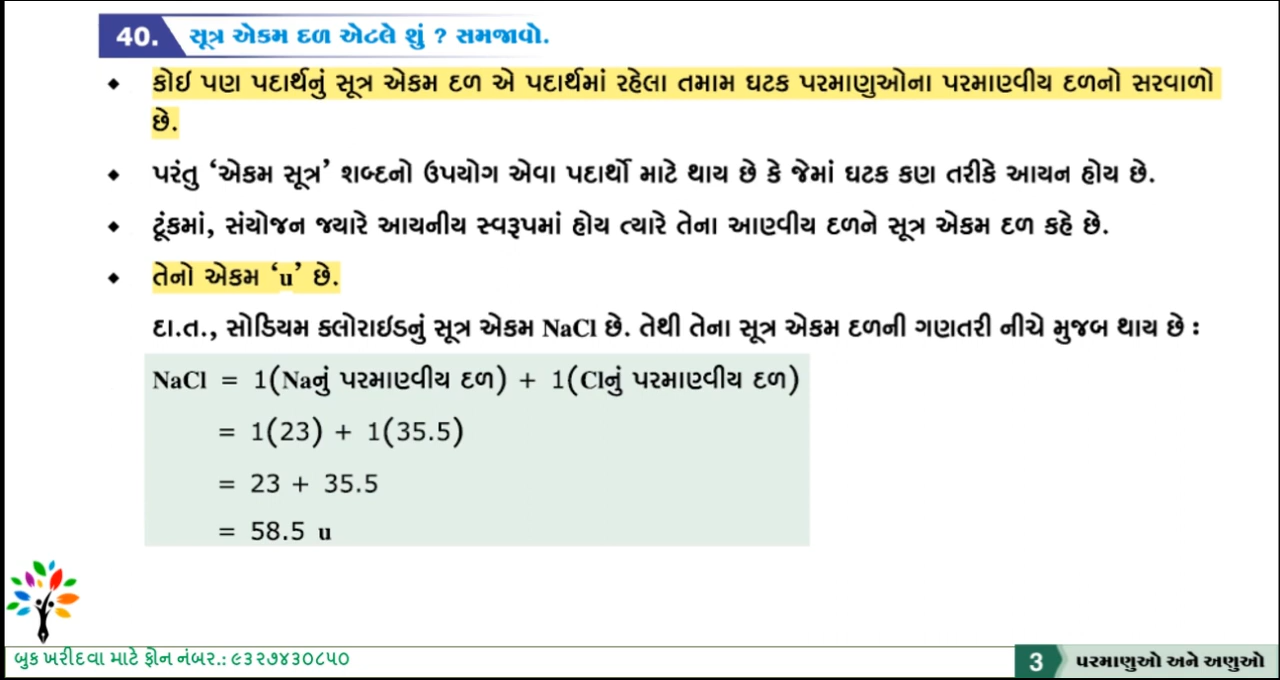 40. સૂત્ર એકમ દળ એટલે શું ? સમજાવો.
◆ કોઈ પણ પદાર્થનું સૂત્ર એકમ દળ એ પદાર્થમાં રહેલા તમામ ઘટક પરમાણુઓના પરમાણ્વીય દળનો સરવાળો
છે.
◆ પરંતુ ‘એકમ સૂત્ર’ શબ્દનો ઉપયોગ એવા પદાર્થો માટે થાય છે કે જેમાં ઘટક કણ તરીકે આયન હોય છે.
◆ ટૂંકમાં, સંયોજન જ્યારે આયનીય સ્વરૂપમાં હોય ત્યારે તેના આણ્વીય દળને સૂત્ર એકમ દળ કહે છે.
◆ તેનો એકમ ‘u’ છે.
દા.ત., સોડિયમ ક્લોરાઇડનું સૂત્ર એકમ NaCl છે. તેથી તેના સૂત્ર એકમ દળની ગણતરી નીચે મુજબ થાય છે :
NaCl = 1(Naનું પરમાણ્વીય દળ) + 1(Clનું પરમાણ્વીય દળ)
= 1(23) + 1(35.5)
= 23 + 35.5
= 58.5 u
બુક ખરીદવા માટે ફોન નંબર.: ૯૩૨૭૪૩૦૮૫૦
3 પરમાણુઓ અને અણુઓ